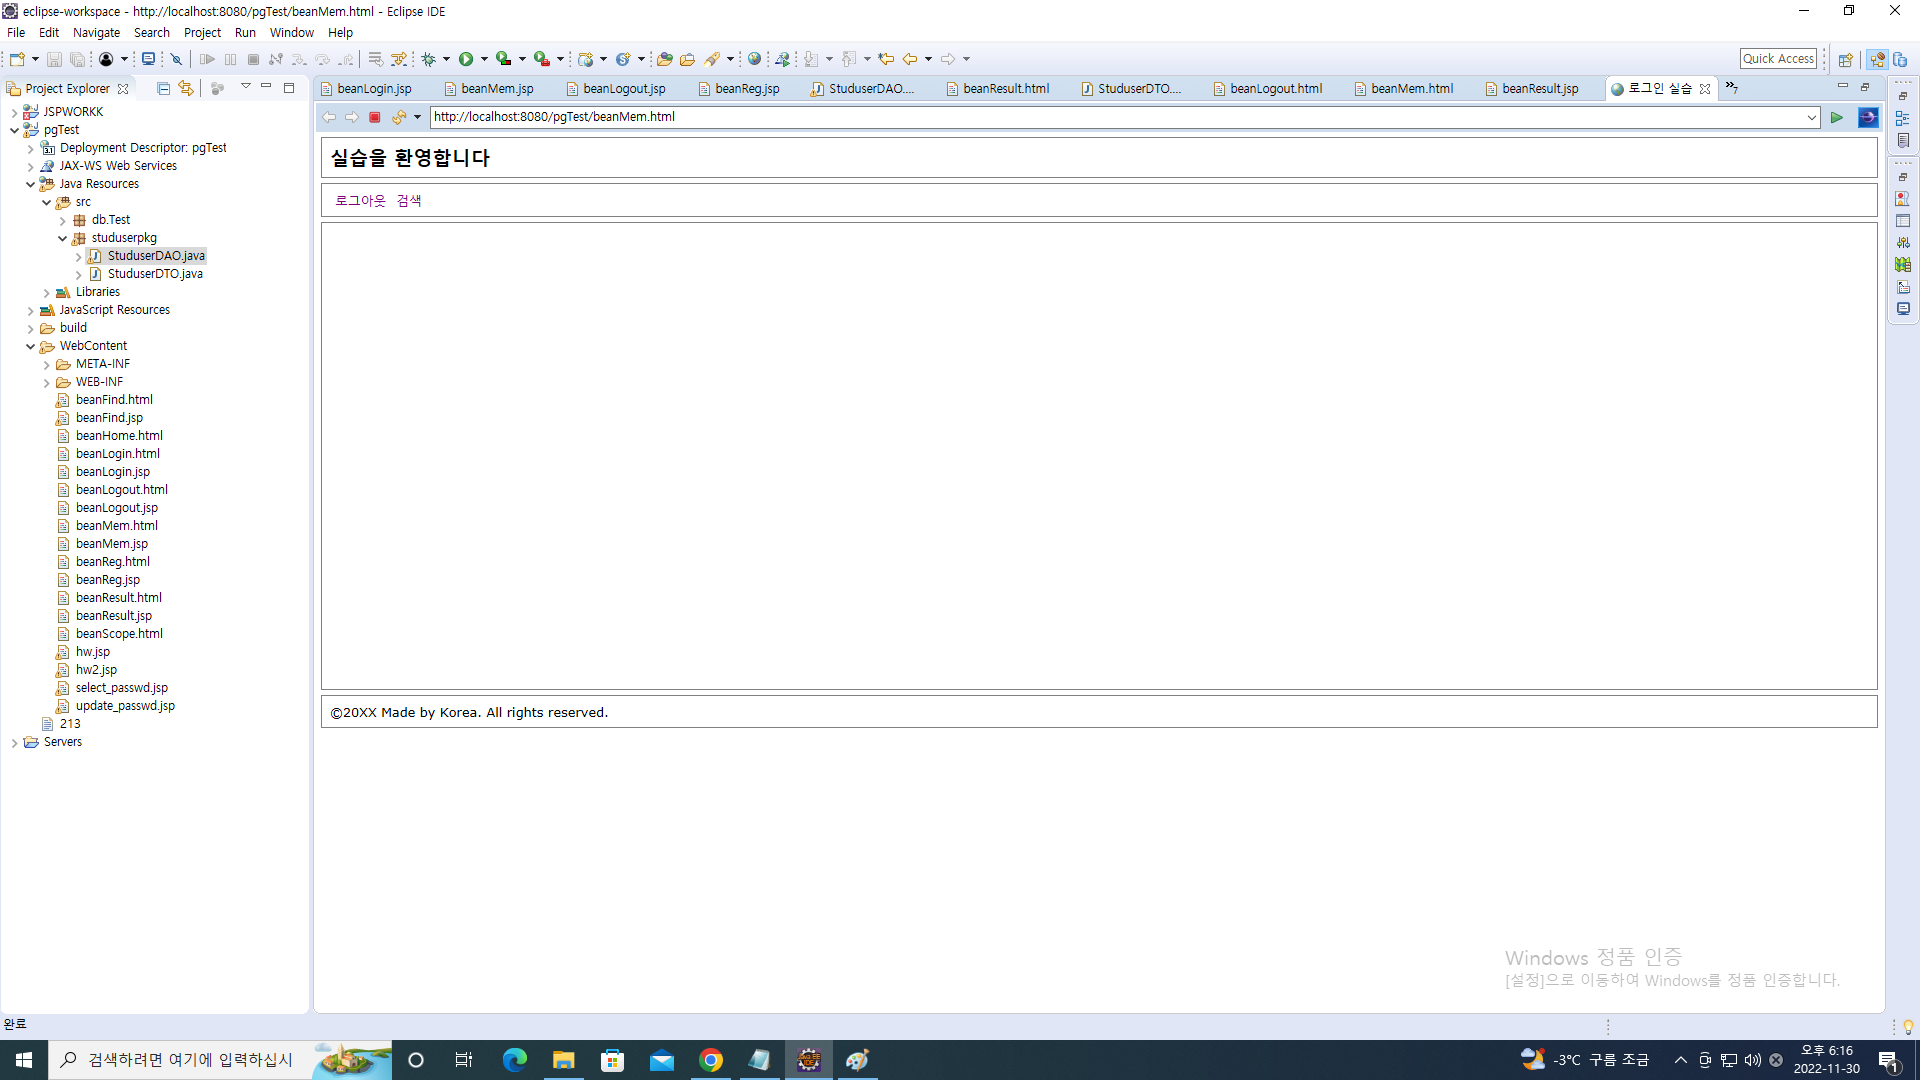 eclipse-workspace - http://localhost:8080/pgTest/beanMem.html - Eclipse IDE
File Edit Navigate Search Project Run Window Help
Quick Access
Project Explorer
beanLogin.jsp beanMem.jsp beanLogout.jsp beanReg.jsp StuduserDAO.... beanResult.html StuduserDTO.... beanLogout.html beanMem.html beanResult.jsp 로그인 실습 »7
http://localhost:8080/pgTest/beanMem.html
JSPWORKK
pgTest
Deployment Descriptor: pgTest
JAX-WS Web Services
Java Resources
src
db.Test
studuserpkg
StuduserDAO.java
StuduserDTO.java
Libraries
JavaScript Resources
build
WebContent
META-INF
WEB-INF
beanFind.html
beanFind.jsp
beanHome.html
beanLogin.html
beanLogin.jsp
beanLogout.html
beanLogout.jsp
beanMem.html
beanMem.jsp
beanReg.html
beanReg.jsp
beanResult.html
beanResult.jsp
beanScope.html
hw.jsp
hw2.jsp
select_passwd.jsp
update_passwd.jsp
213
Servers
실습을 환영합니다
로그아웃 검색
©20XX Made by Korea. All rights reserved.
Windows 정품 인증
[설정]으로 이동하여 Windows를 정품 인증합니다.
완료
검색하려면 여기에 입력하십시
-3°C 구름 조금
오후 6:16
2022-11-30
1